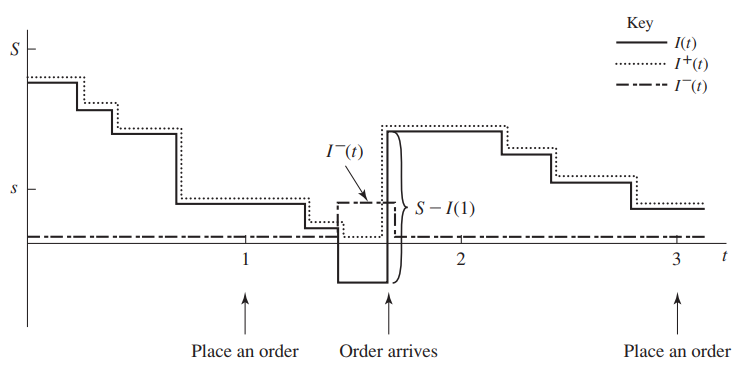 Key
I(t)
I⁺(t)
I⁻(t)
S
I⁻(t)
s
S – I(1)
1
2
3
t
Place an order
Order arrives
Place an order